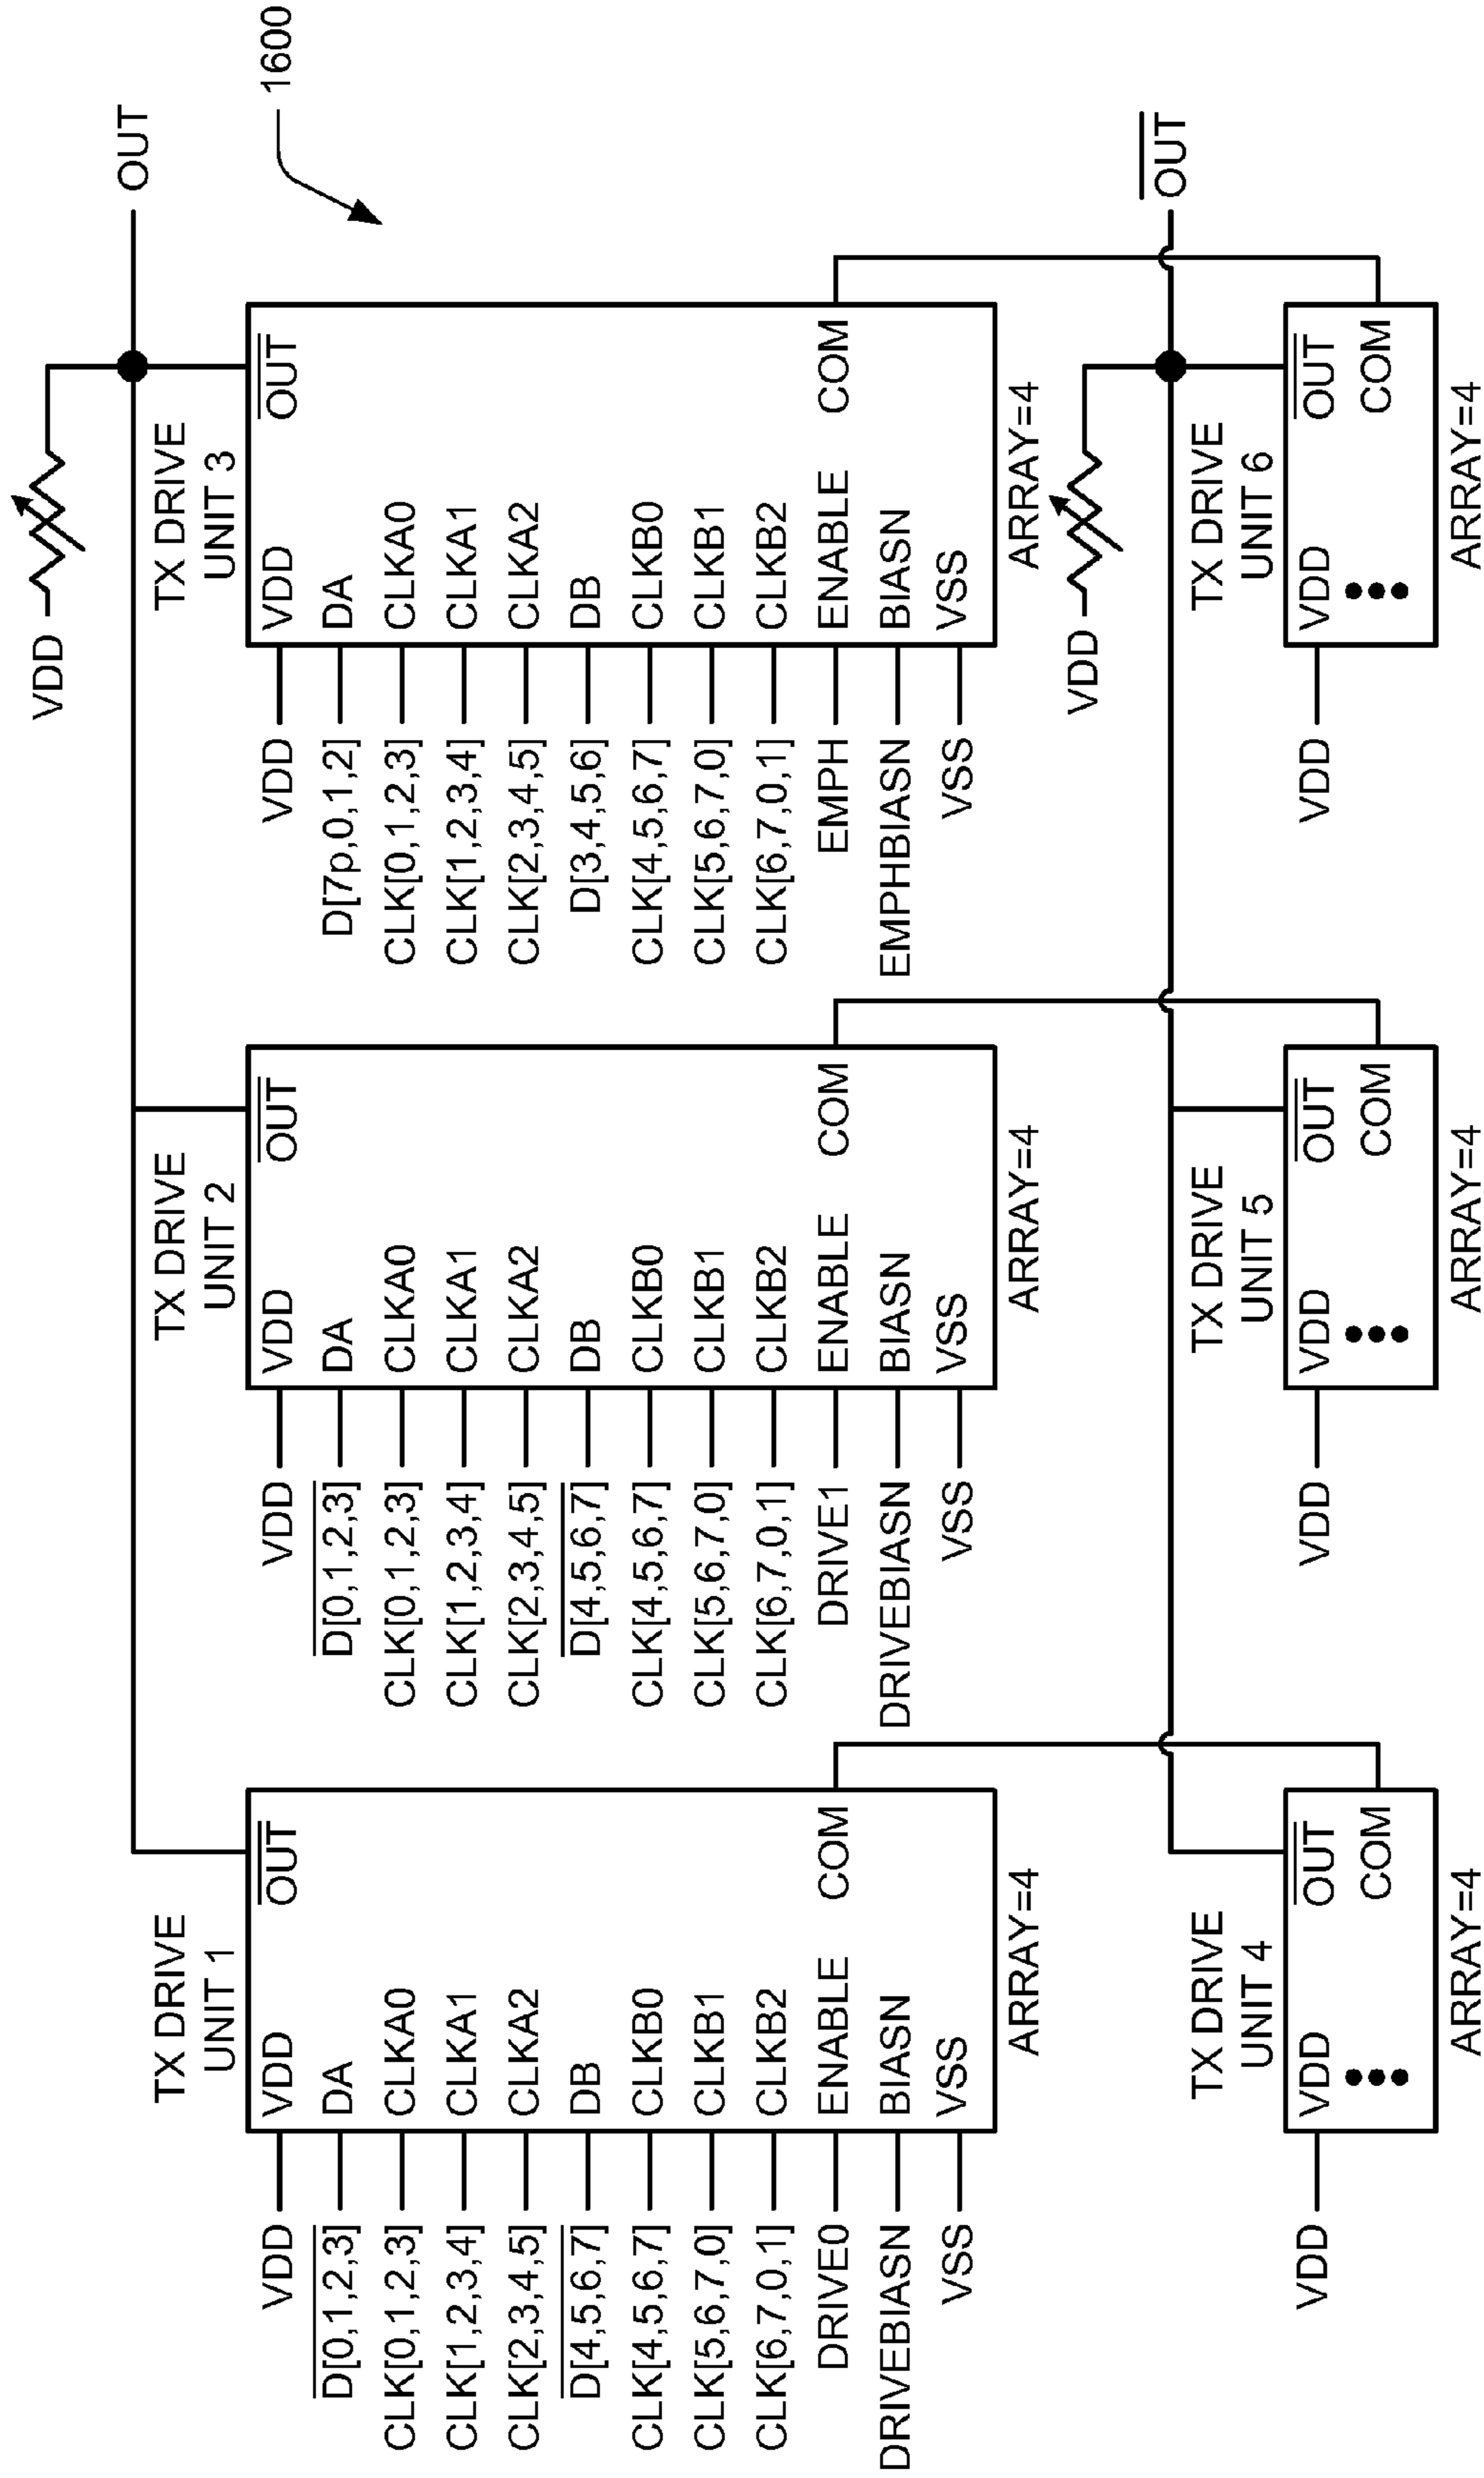 VDD
OUT
1600
TX DRIVE
UNIT 1
VDD
D̅[̅0̅,̅1̅,̅2̅,̅3̅]̅
CLK[0,1,2,3]
CLK[1,2,3,4]
CLK[2,3,4,5]
D̅[̅4̅,̅5̅,̅6̅,̅7̅]̅
CLK[4,5,6,7]
CLK[5,6,7,0]
CLK[6,7,0,1]
DRIVE0
DRIVEBIASN
VSS
VDD
DA
CLKA0
CLKA1
CLKA2
DB
CLKB0
CLKB1
CLKB2
ENABLE
BIASN
VSS
O̅U̅T̅
COM
ARRAY=4
TX DRIVE
UNIT 2
VDD
D̅[̅0̅,̅1̅,̅2̅,̅3̅]̅
CLK[0,1,2,3]
CLK[1,2,3,4]
CLK[2,3,4,5]
D̅[̅4̅,̅5̅,̅6̅,̅7̅]̅
CLK[4,5,6,7]
CLK[5,6,7,0]
CLK[6,7,0,1]
DRIVE1
DRIVEBIASN
VSS
VDD
DA
CLKA0
CLKA1
CLKA2
DB
CLKB0
CLKB1
CLKB2
ENABLE
BIASN
VSS
O̅U̅T̅
COM
ARRAY=4
TX DRIVE
UNIT 3
VDD
D[7p,0,1,2]
CLK[0,1,2,3]
CLK[1,2,3,4]
CLK[2,3,4,5]
D[3,4,5,6]
CLK[4,5,6,7]
CLK[5,6,7,0]
CLK[6,7,0,1]
EMPH
EMPHBIASN
VSS
VDD
DA
CLKA0
CLKA1
CLKA2
DB
CLKB0
CLKB1
CLKB2
ENABLE
BIASN
VSS
O̅U̅T̅
COM
ARRAY=4
VDD
O̅U̅T̅
TX DRIVE
UNIT 4
VDD
VDD
O̅U̅T̅
COM
ARRAY=4
TX DRIVE
UNIT 5
VDD
VDD
O̅U̅T̅
COM
ARRAY=4
TX DRIVE
UNIT 6
VDD
VDD
O̅U̅T̅
COM
ARRAY=4